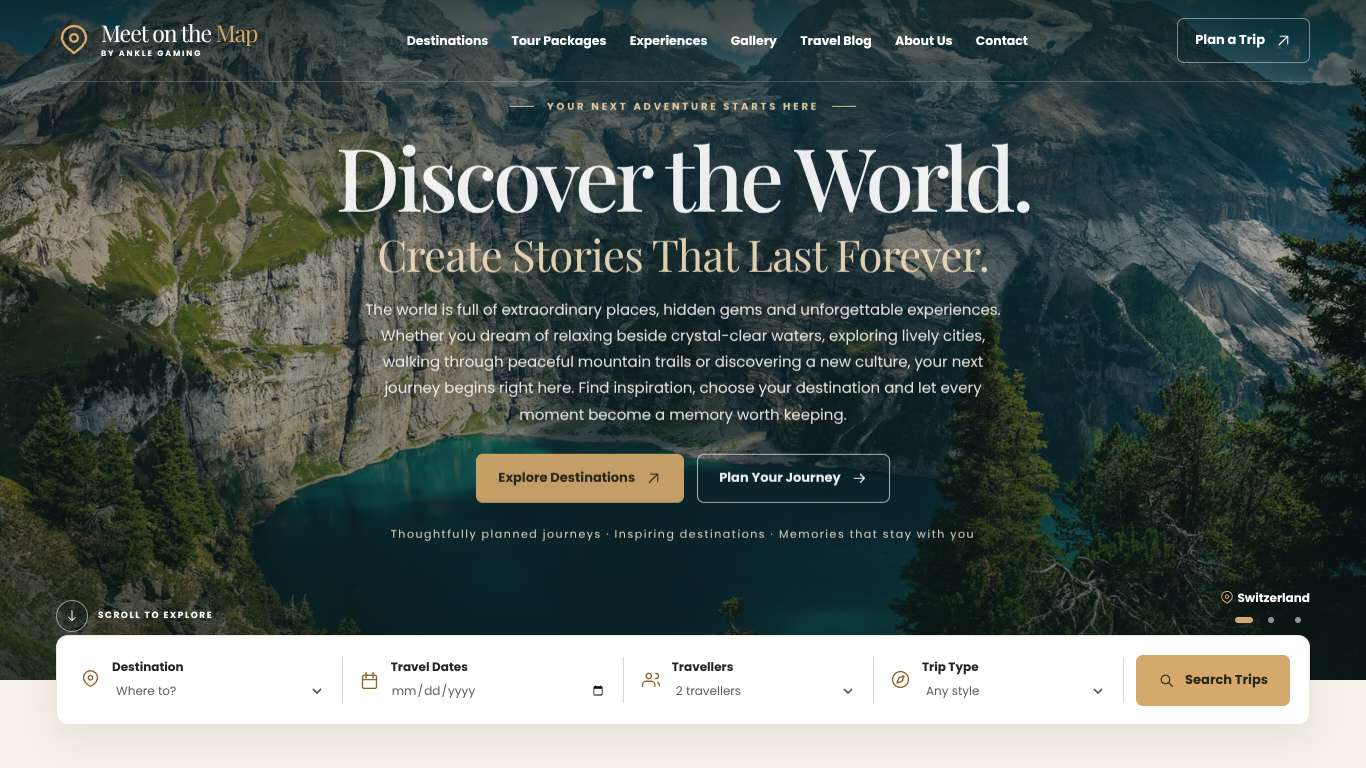 Meet on the Map
BY ANKLE GAMING
Destinations
Tour Packages
Experiences
Gallery
Travel Blog
About Us
Contact
Plan a Trip
YOUR NEXT ADVENTURE STARTS HERE
Discover the World.
Create Stories That Last Forever.
The world is full of extraordinary places, hidden gems and unforgettable experiences.
Whether you dream of relaxing beside crystal-clear waters, exploring lively cities,
walking through peaceful mountain trails or discovering a new culture, your next
journey begins right here. Find inspiration, choose your destination and let every
moment become a memory worth keeping.
Explore Destinations
Plan Your Journey
Thoughtfully planned journeys · Inspiring destinations · Memories that stay with you
SCROLL TO EXPLORE
Switzerland
Destination
Where to?
Travel Dates
mm/dd/yyyy
Travellers
2 travellers
Trip Type
Any style
Search Trips